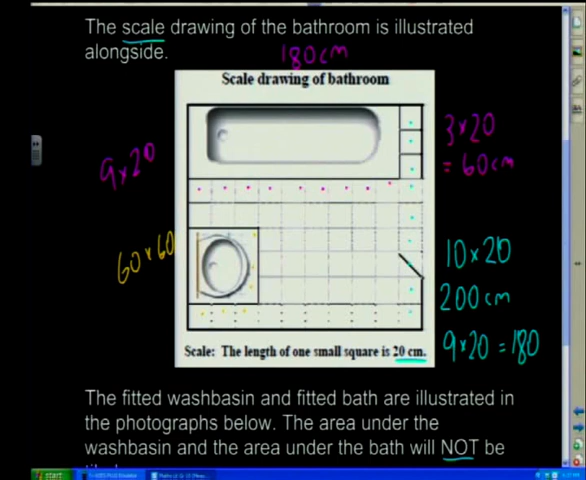 The scale drawing of the bathroom is illustrated
alongside.
180cm
Scale drawing of bathroom
9x20
3x20
= 60cm
60x60
10x20
200cm
9x20=180
Scale: The length of one small square is 20 cm.
The fitted washbasin and fitted bath are illustrated in
the photographs below. The area under the
washbasin and the area under the bath will NOT be
start